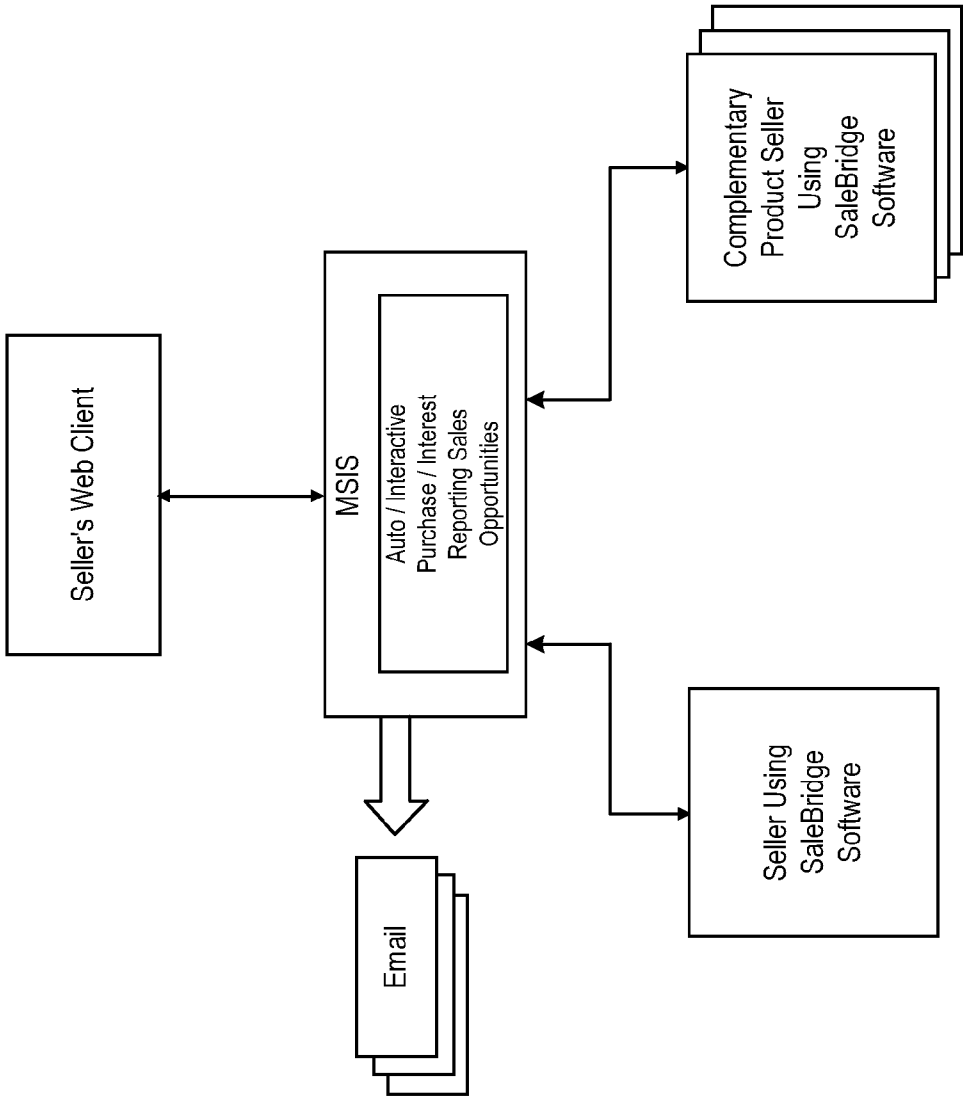 Seller's Web Client
MSIS
Auto / Interactive
Purchase / Interest
Reporting Sales
Opportunities
Email
Seller Using
SaleBridge
Software
Complementary
Product Seller
Using
SaleBridge
Software